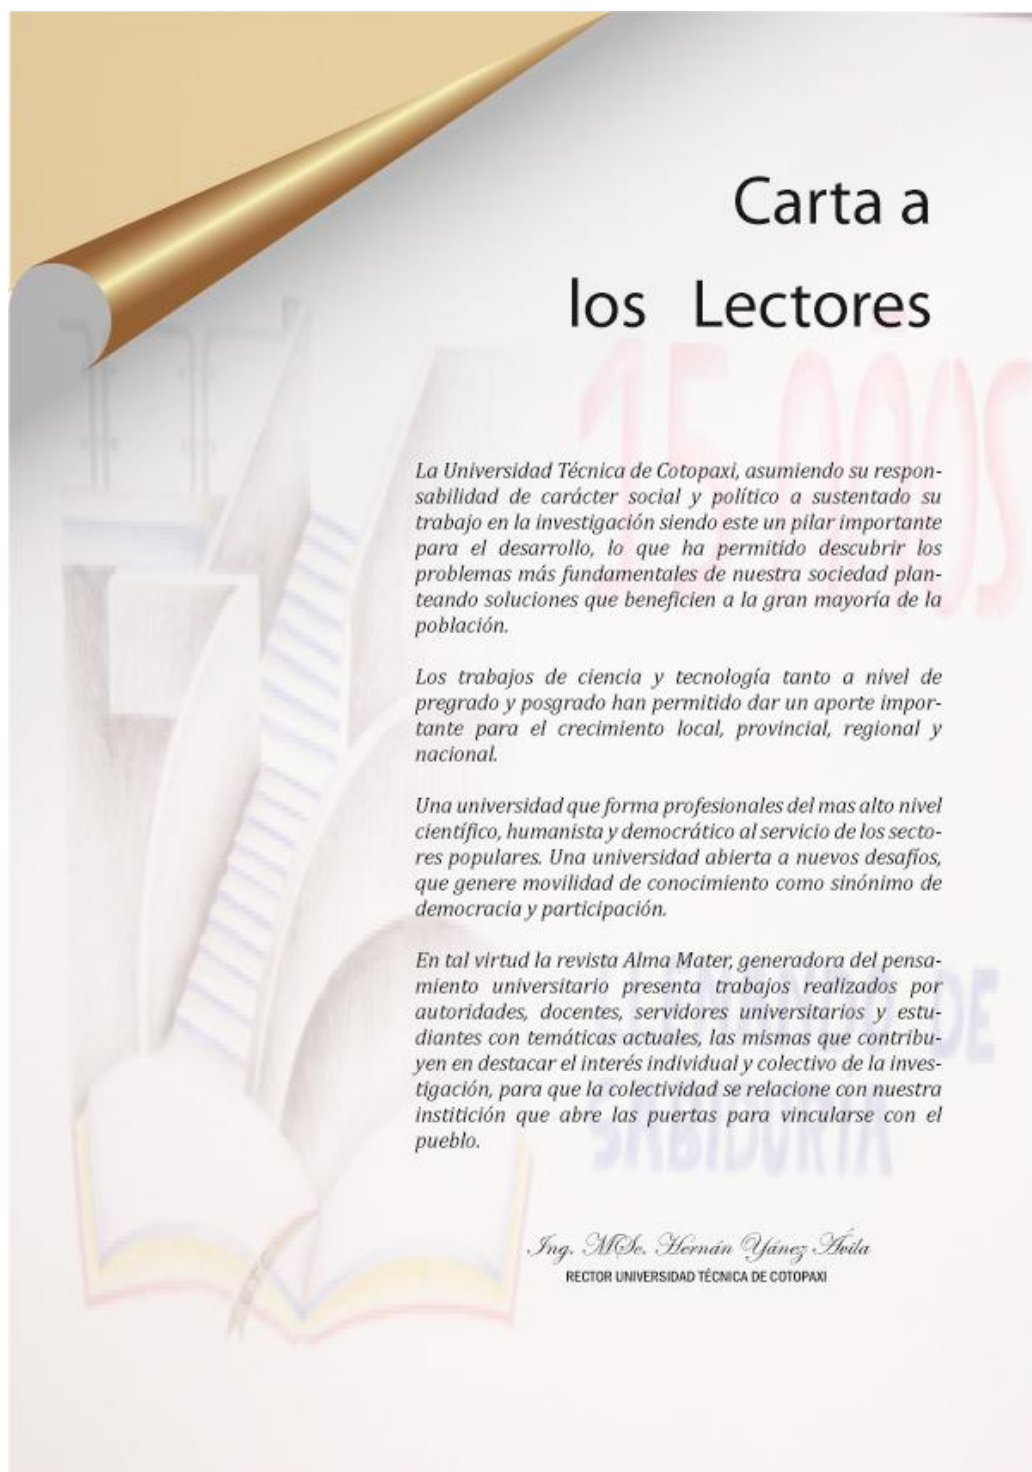 Carta a
los Lectores
15 años
La Universidad Técnica de Cotopaxi, asumiendo su respon-
sabilidad de carácter social y político a sustentado su
trabajo en la investigación siendo este un pilar importante
para el desarrollo, lo que ha permitido descubrir los
problemas más fundamentales de nuestra sociedad plan-
teando soluciones que beneficien a la gran mayoría de la
población.
Los trabajos de ciencia y tecnología tanto a nivel de
pregrado y posgrado han permitido dar un aporte impor-
tante para el crecimiento local, provincial, regional y
nacional.
Una universidad que forma profesionales del mas alto nivel
científico, humanista y democrático al servicio de los secto-
res populares. Una universidad abierta a nuevos desafíos,
que genere movilidad de conocimiento como sinónimo de
democracia y participación.
En tal virtud la revista Alma Mater, generadora del pensa-
miento universitario presenta trabajos realizados por
autoridades, docentes, servidores universitarios y estu-
diantes con temáticas actuales, las mismas que contribu-
yen en destacar el interés individual y colectivo de la inves-
tigación, para que la colectividad se relacione con nuestra
institición que abre las puertas para vincularse con el
pueblo.
DE
SABIDURIA
Ing. MSc. Hernán Yánez Ávila
RECTOR UNIVERSIDAD TÉCNICA DE COTOPAXI